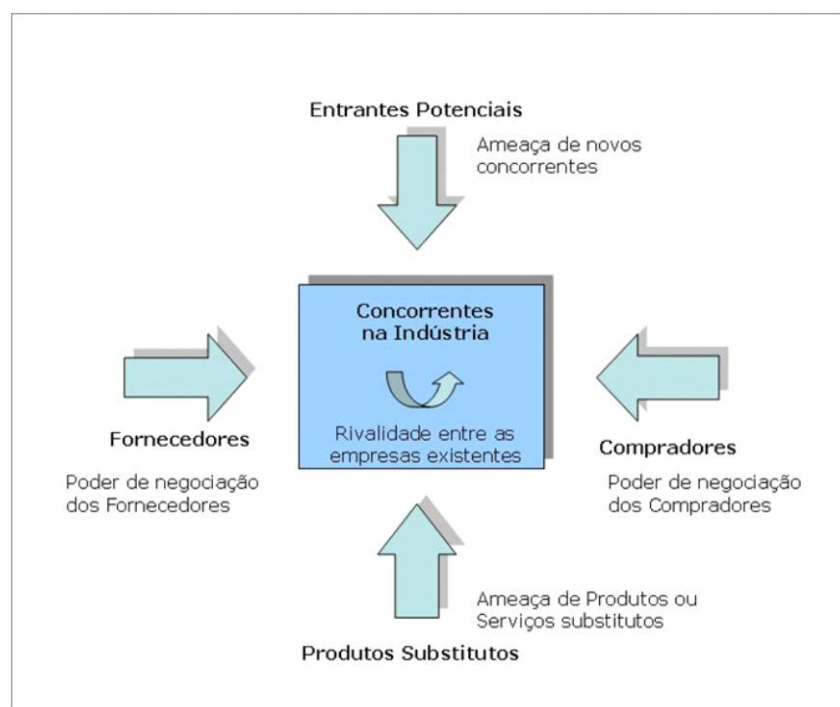 Entrantes Potenciais
Ameaça de novos
concorrentes
Concorrentes
na Indústria
Rivalidade entre as
empresas existentes
Fornecedores
Poder de negociação
dos Fornecedores
Compradores
Poder de negociação
dos Compradores
Ameaça de Produtos ou
Serviços substitutos
Produtos Substitutos